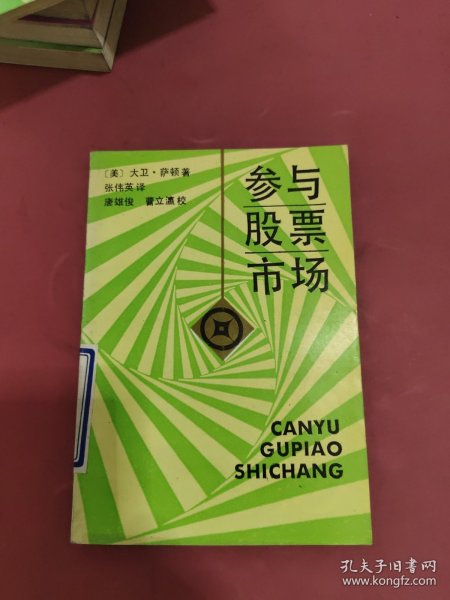 〔美〕大卫·萨顿著
张伟英译
唐雄俊 曹立瀛校
参与
股票
市场
CANYU
GUPIAO
SHICHANG
孔夫子旧书网
www.kongfz.com